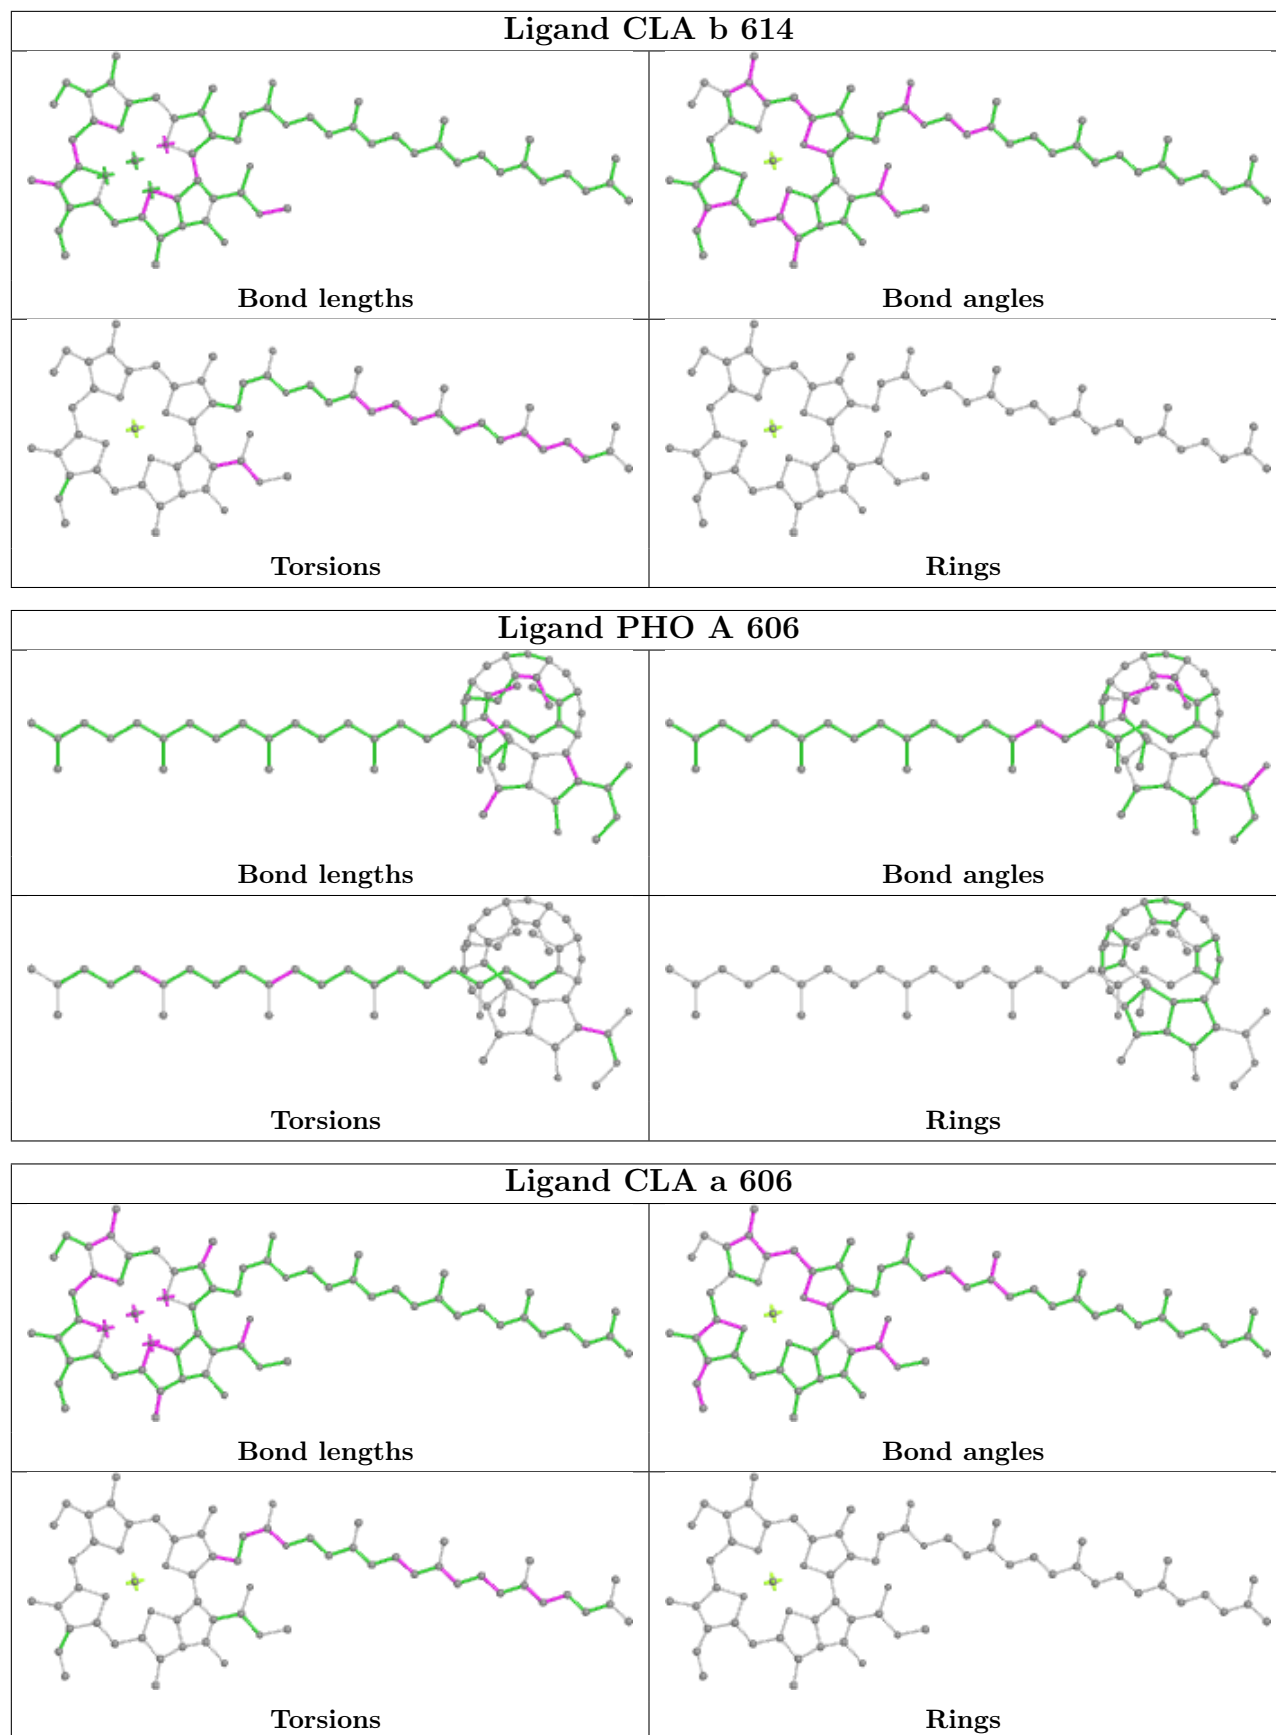 Ligand CLA b 614
Bond lengths
Bond angles
Torsions
Rings
Ligand PHO A 606
Bond lengths
Bond angles
Torsions
Rings
Ligand CLA a 606
Bond lengths
Bond angles
Torsions
Rings